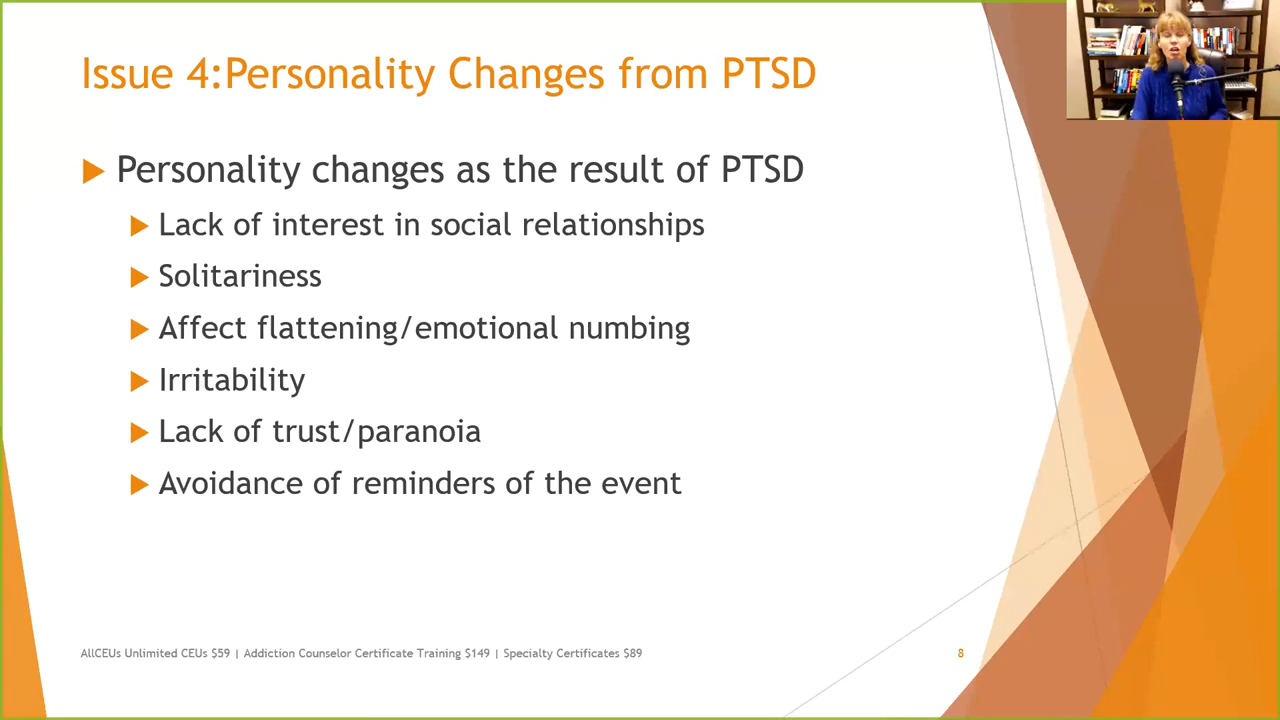 Issue 4:Personality Changes from PTSD
Personality changes as the result of PTSD
Lack of interest in social relationships
Solitariness
Affect flattening/emotional numbing
Irritability
Lack of trust/paranoia
Avoidance of reminders of the event
AllCEUs Unlimited CEUs $59 | Addiction Counselor Certificate Training $149 | Specialty Certificates $89
8